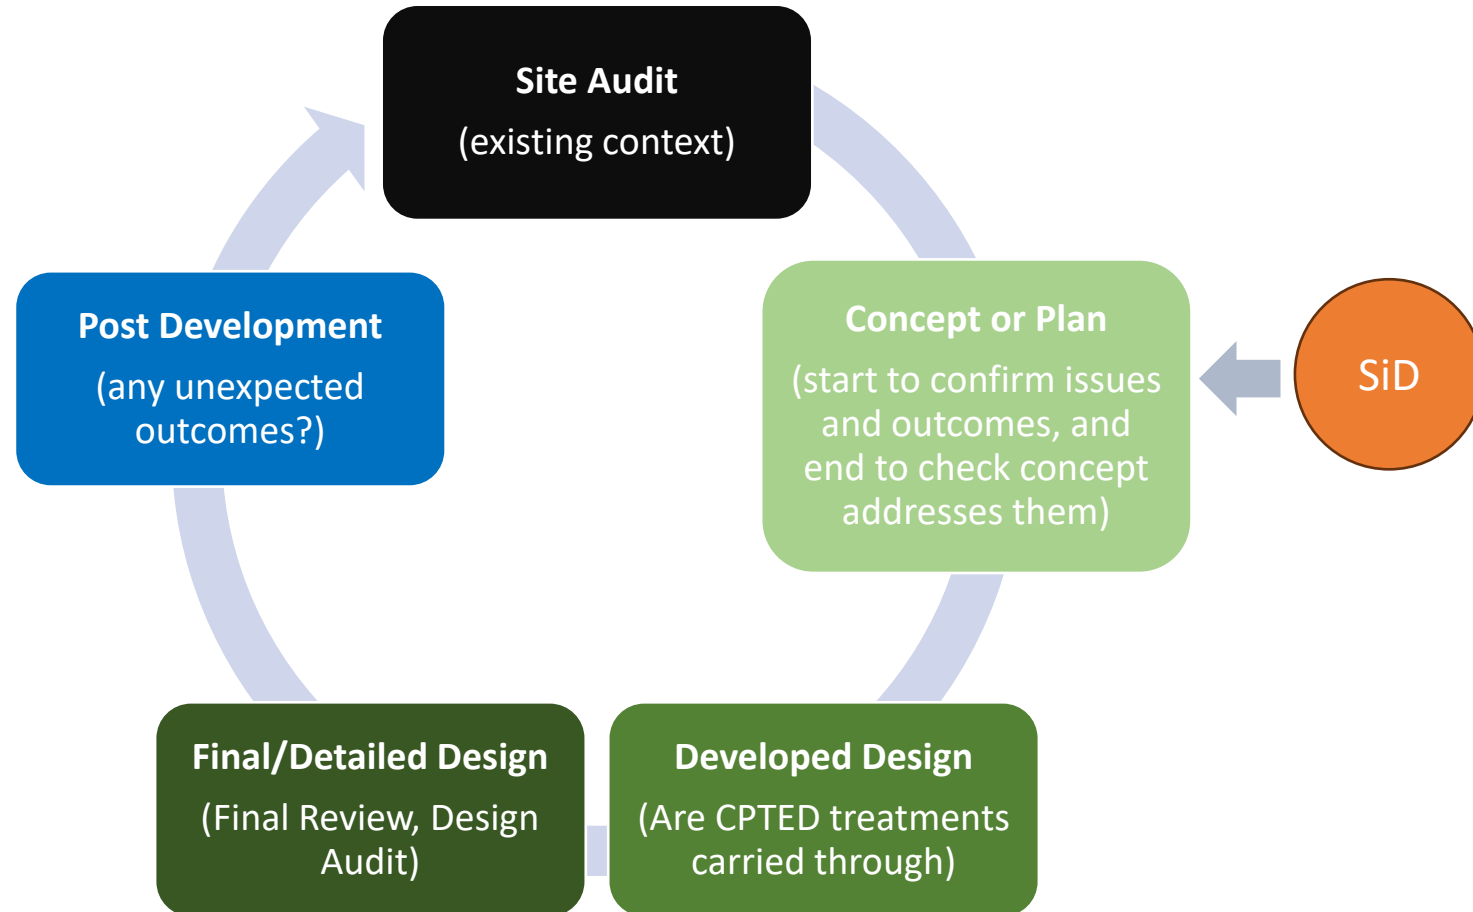 Site Audit
(existing context)
Concept or Plan
(start to confirm issues
and outcomes, and
end to check concept
addresses them)
SiD
Developed Design
(Are CPTED treatments
carried through)
Final/Detailed Design
(Final Review, Design
Audit)
Post Development
(any unexpected
outcomes?)